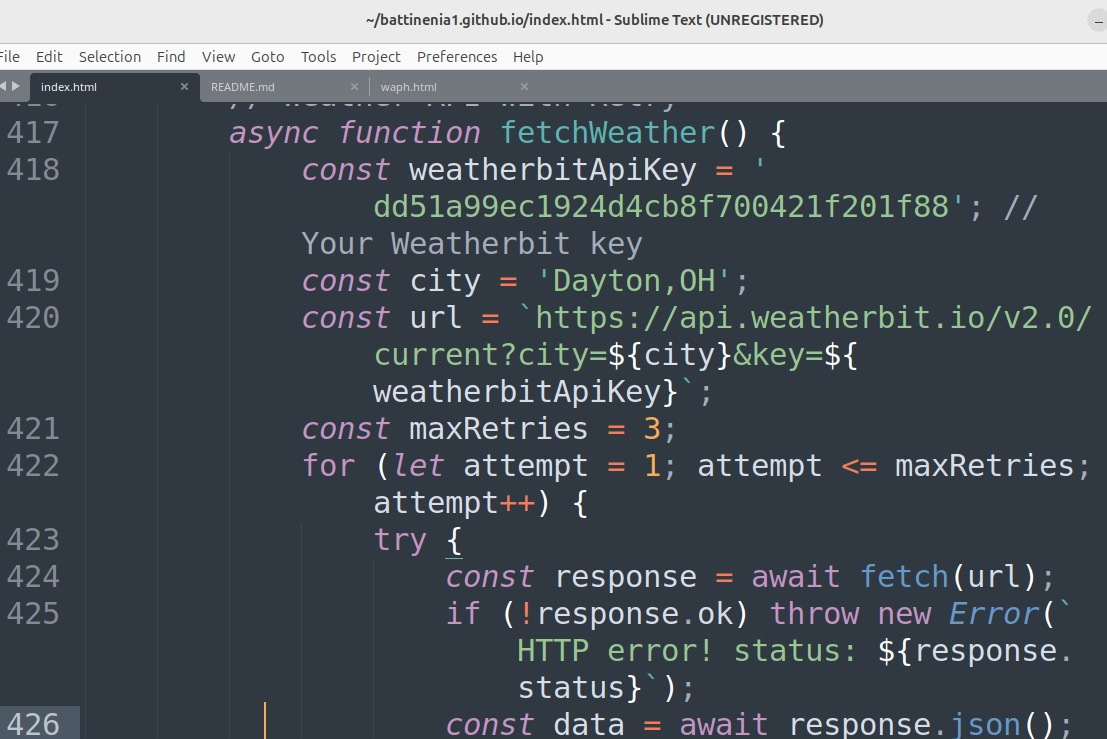 ~/battinenia1.github.io/index.html - Sublime Text (UNREGISTERED)
File Edit Selection Find View Goto Tools Project Preferences Help
index.html README.md waph.html
417 async function fetchWeather() {
418 const weatherbitApiKey = '
dd51a99ec1924d4cb8f700421f201f88'; //
Your Weatherbit key
419 const city = 'Dayton,OH';
420 const url = `https://api.weatherbit.io/v2.0/
current?city=${city}&key=${
weatherbitApiKey}`;
421 const maxRetries = 3;
422 for (let attempt = 1; attempt <= maxRetries;
attempt++) {
423 try {
424 const response = await fetch(url);
425 if (!response.ok) throw new Error(`
HTTP error! status: ${response.
status}`);
426 const data = await response.json();